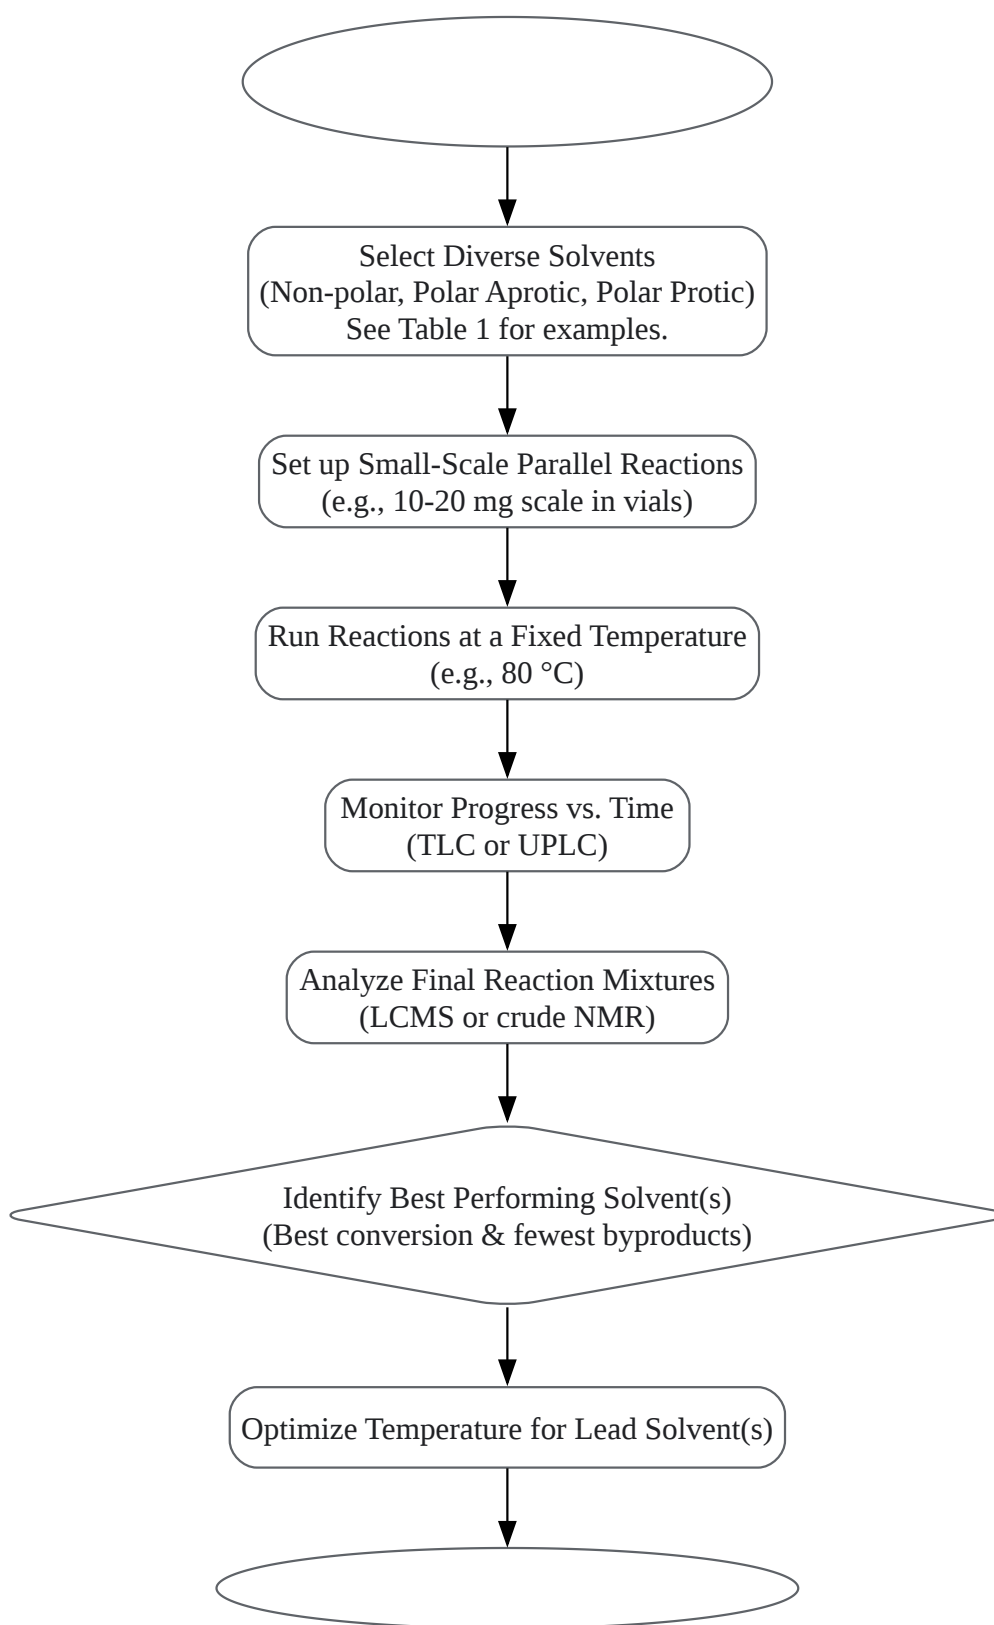 Select Diverse Solvents
(Non-polar, Polar Aprotic, Polar Protic)
See Table 1 for examples.
Set up Small-Scale Parallel Reactions
(e.g., 10-20 mg scale in vials)
Run Reactions at a Fixed Temperature
(e.g., 80 °C)
Monitor Progress vs. Time
(TLC or UPLC)
Analyze Final Reaction Mixtures
(LCMS or crude NMR)
Identify Best Performing Solvent(s)
(Best conversion & fewest byproducts)
Optimize Temperature for Lead Solvent(s)